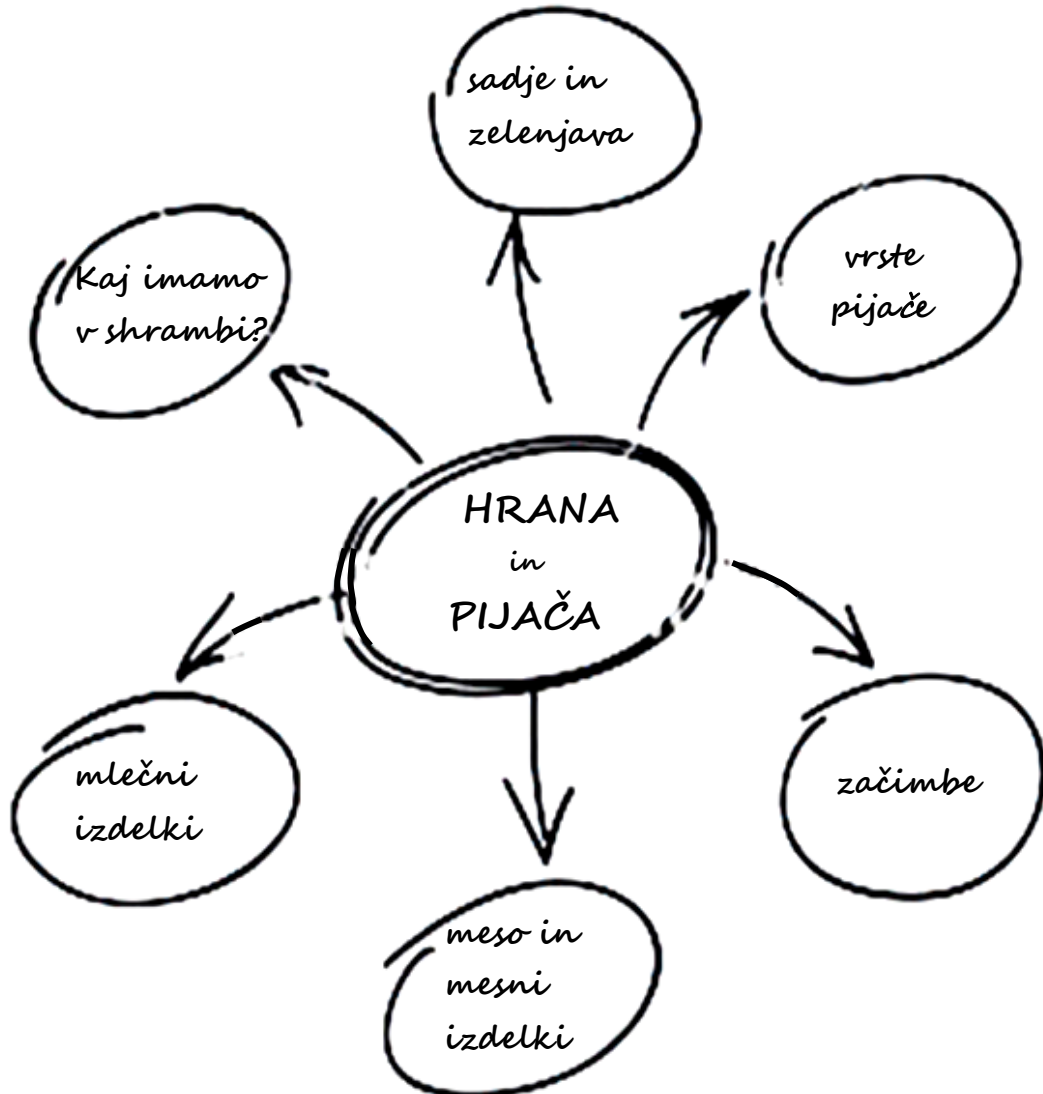 sadje in
zelenjava
Kaj imamo
v shrambi?
vrste
pijače
HRANA
in
PIJAČA
mlečni
izdelki
začimbe
meso in
mesni
izdelki